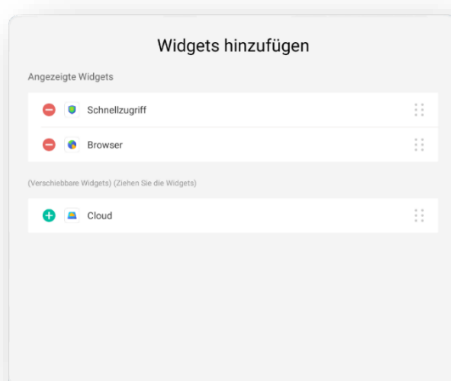 Widgets hinzufügen
Angezeigte Widgets
Schnellzugriff
Browser
(Verschiebbare Widgets) (Ziehen Sie die Widgets)
Cloud